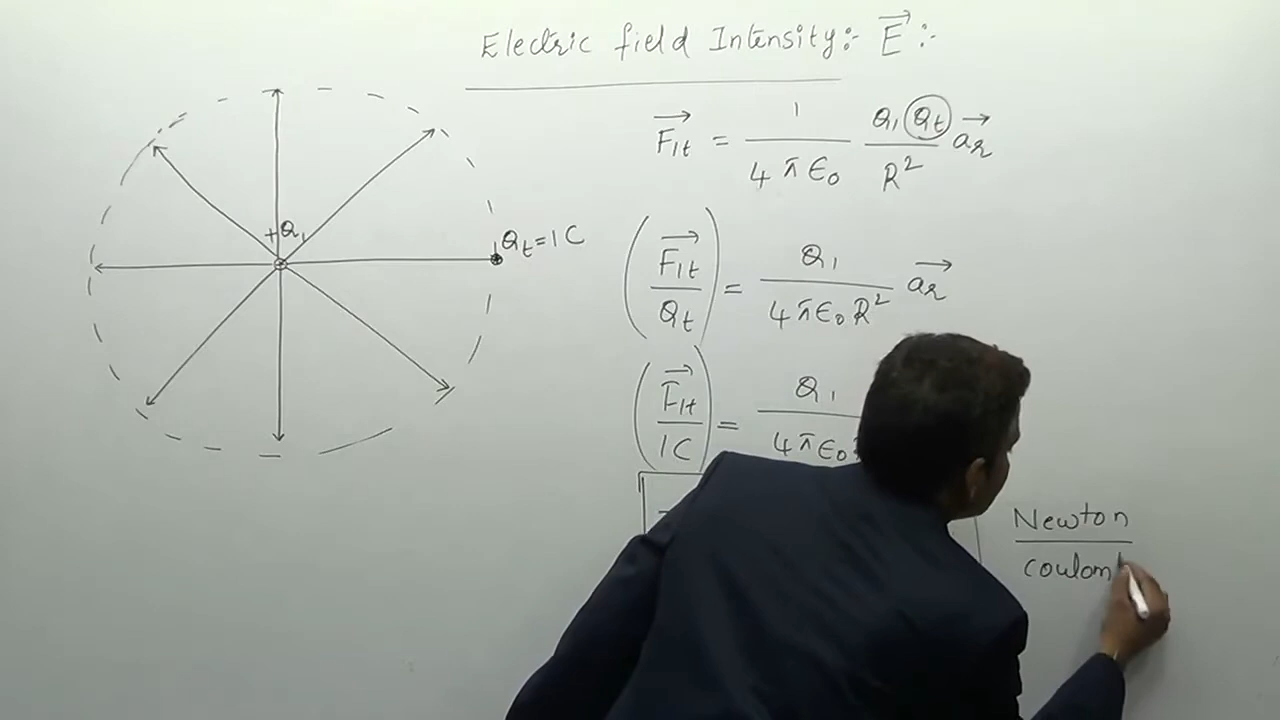 Electric field Intensity:- E⃗ :-
F⃗1t = 1 / 4πϵ0 Q1 Qt / R² a⃗r
+Q1
Qt = 1C
(F⃗1t / Qt) = Q1 / 4πϵ0R² a⃗r
(F⃗1t / 1C) = Q1 / 4πϵ0
Newton
coulom